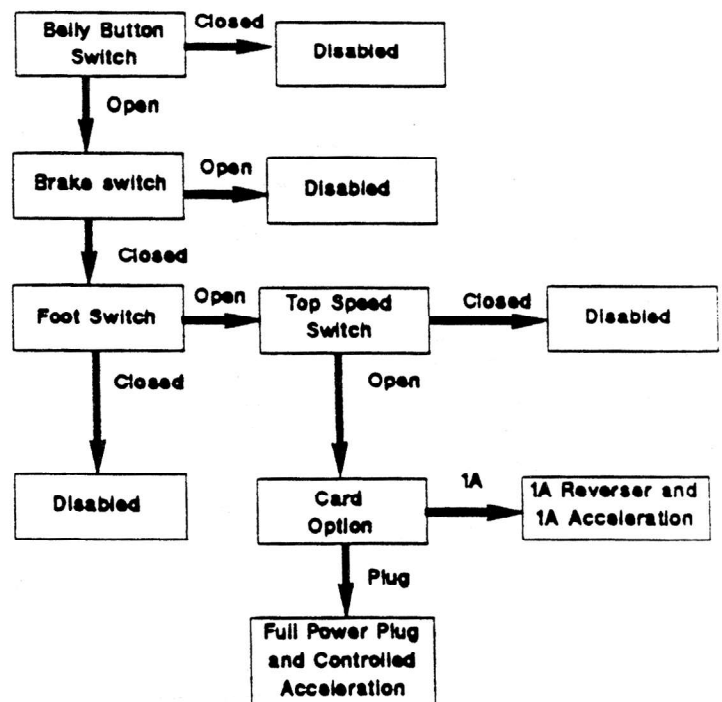 Belly Button
Switch
Closed
Disabled
Open
Brake switch
Open
Disabled
Closed
Foot Switch
Open
Top Speed
Switch
Closed
Disabled
Closed
Open
Disabled
Card
Option
1A
1A Reverser and
1A Acceleration
Plug
Full Power Plug
and Controlled
Acceleration